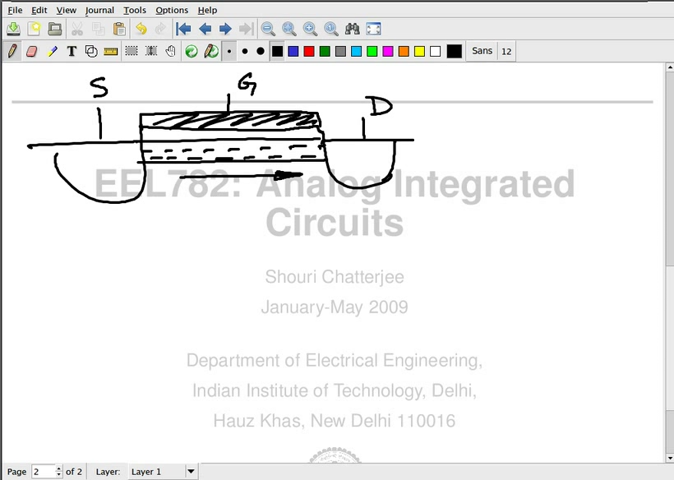 File Edit View Journal Tools Options Help
Sans 12
S
G
D
EEL782: Analog Integrated
Circuits
Shouri Chatterjee
January-May 2009
Department of Electrical Engineering,
Indian Institute of Technology, Delhi,
Hauz Khas, New Delhi 110016
Page 2 of 2 Layer: Layer 1